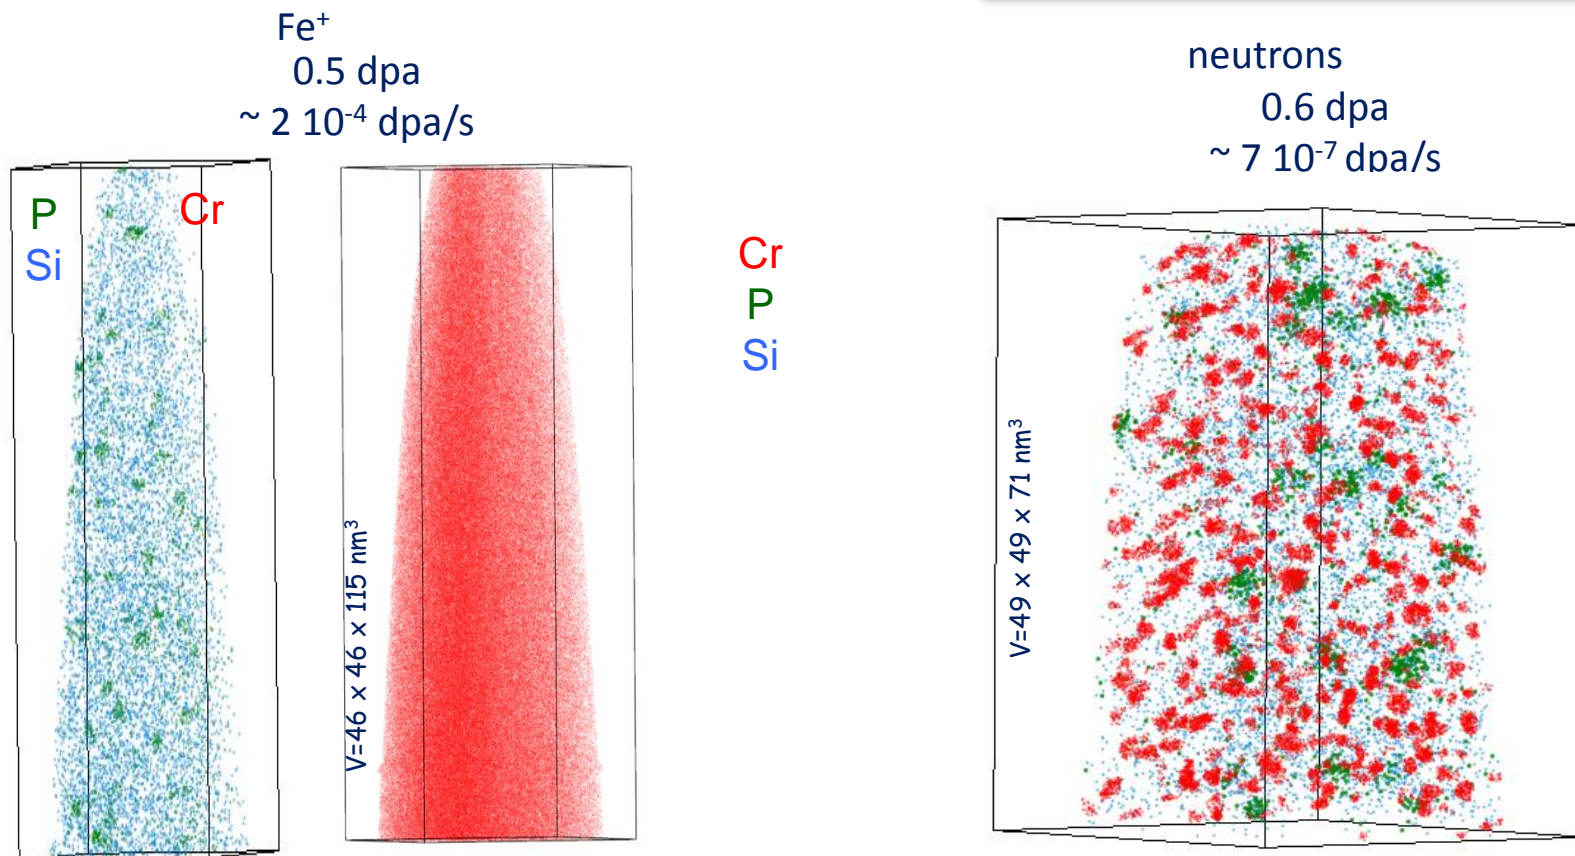 Fe⁺
0.5 dpa
~ 2 10⁻⁴ dpa/s
neutrons
0.6 dpa
~ 7 10⁻⁷ dpa/s
P
Si
Cr
V=46 × 46 × 115 nm³
Cr
P
Si
V=49 × 49 × 71 nm³